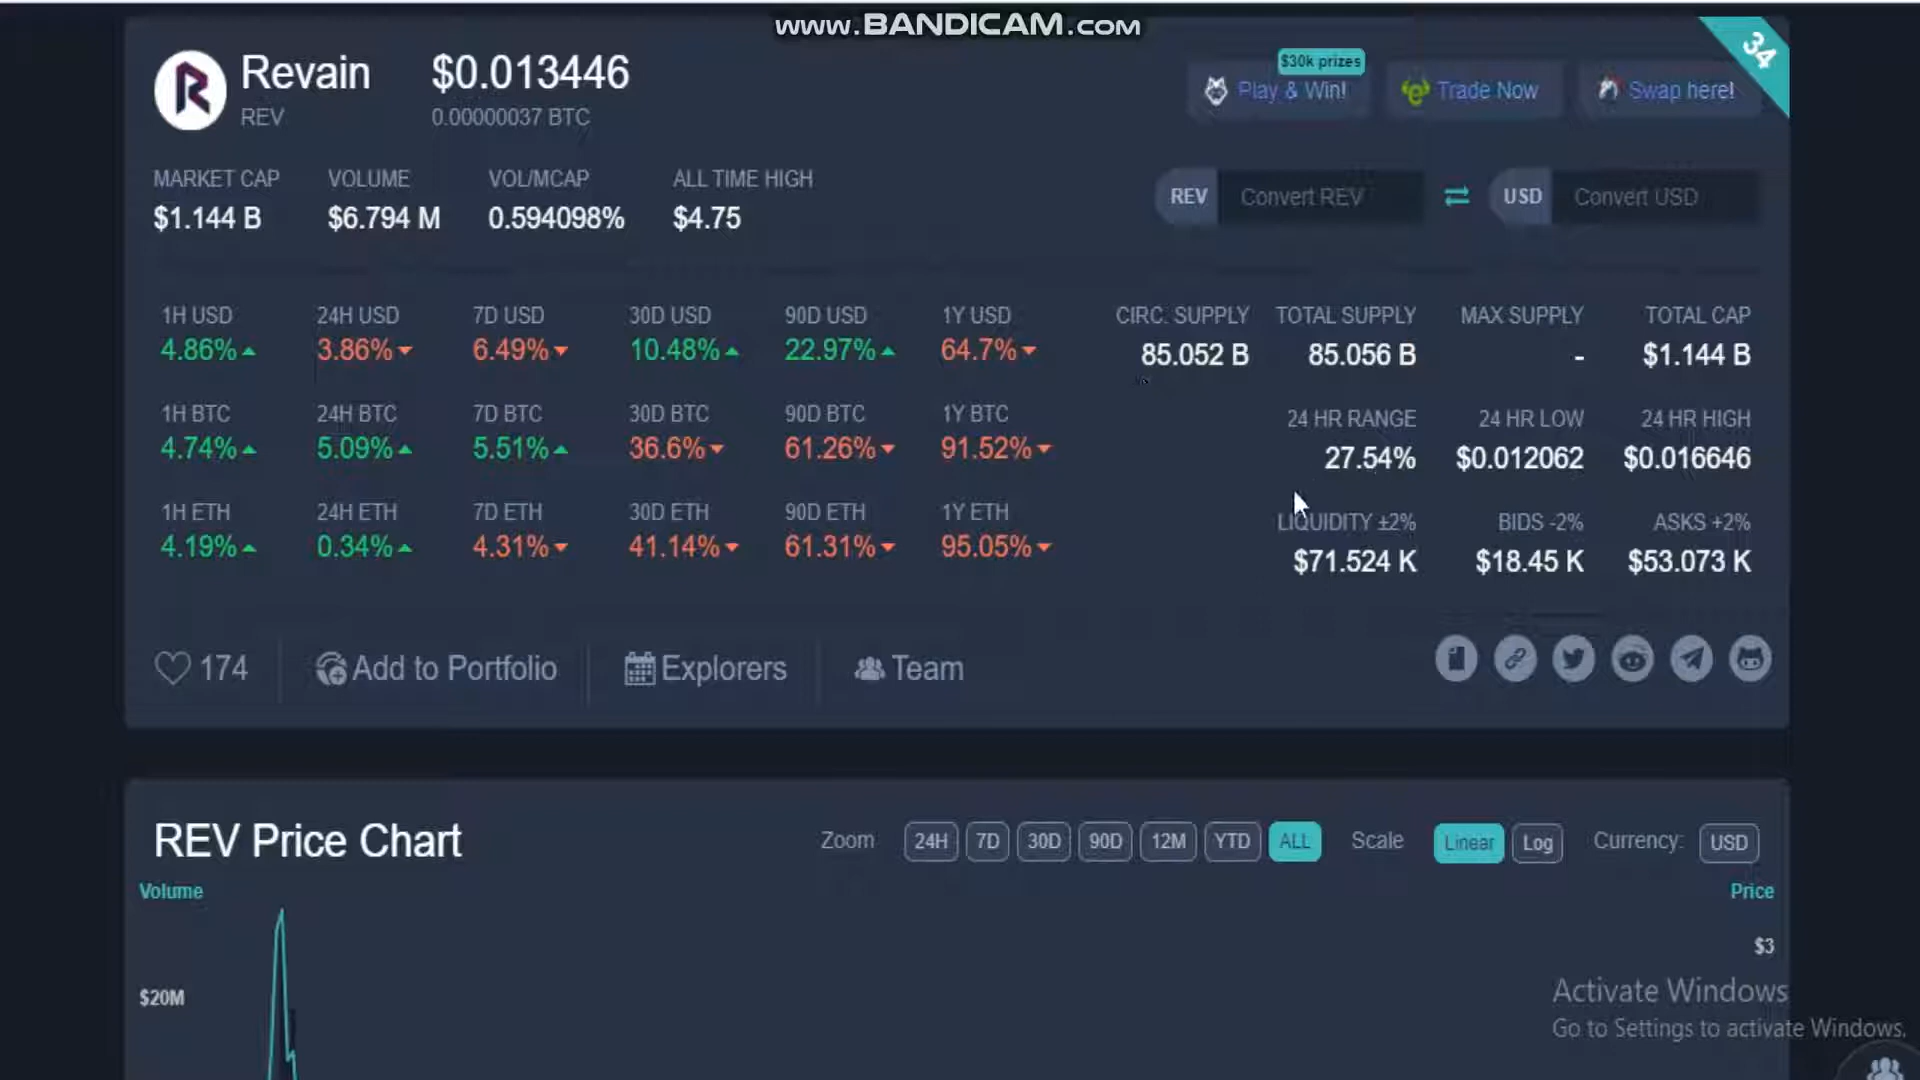 www.BANDICAM.com
34
Revain
$0.013446
REV
0.00000037 BTC
$30k prizes
Play & Win!
Trade Now
Swap here!
MARKET CAP
VOLUME
VOL/MCAP
ALL TIME HIGH
$1.144 B
$6.794 M
0.594098%
$4.75
REV
Convert REV
USD
Convert USD
1H USD
24H USD
7D USD
30D USD
90D USD
1Y USD
4.86%
3.86%
6.49%
10.48%
22.97%
64.7%
1H BTC
24H BTC
7D BTC
30D BTC
90D BTC
1Y BTC
4.74%
5.09%
5.51%
36.6%
61.26%
91.52%
1H ETH
24H ETH
7D ETH
30D ETH
90D ETH
1Y ETH
4.19%
0.34%
4.31%
41.14%
61.31%
95.05%
CIRC. SUPPLY
TOTAL SUPPLY
MAX SUPPLY
TOTAL CAP
85.052 B
85.056 B
-
$1.144 B
24 HR RANGE
24 HR LOW
24 HR HIGH
27.54%
$0.012062
$0.016646
LIQUIDITY ±2%
BIDS -2%
ASKS +2%
$71.524 K
$18.45 K
$53.073 K
174
Add to Portfolio
Explorers
Team
REV Price Chart
Zoom
24H
7D
30D
90D
12M
YTD
ALL
Scale
Linear
Log
Currency:
USD
Volume
Price
$3
$20M
Activate Windows
Go to Settings to activate Windows.